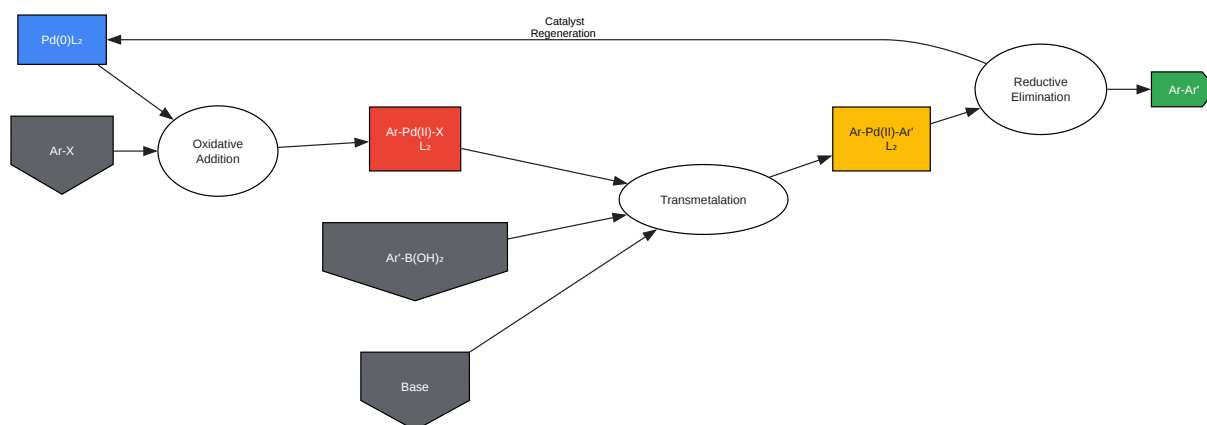 Catalyst
Regeneration
Pd(0)L₂
Reductive
Elimination
Ar-Ar'
Ar-X
Oxidative
Addition
Ar-Pd(II)-X
L₂
Ar-Pd(II)-Ar'
L₂
Transmetalation
Ar'-B(OH)₂
Base